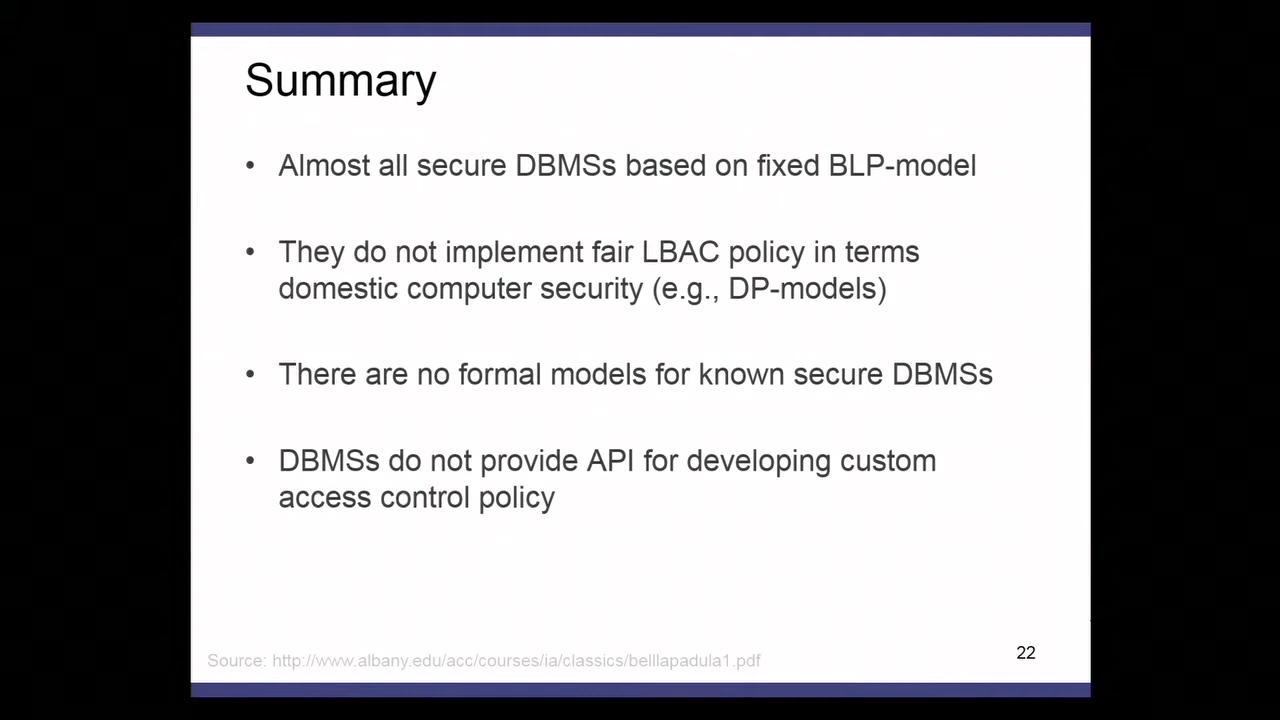 Summary
• Almost all secure DBMSs based on fixed BLP-model
• They do not implement fair LBAC policy in terms
domestic computer security (e.g., DP-models)
• There are no formal models for known secure DBMSs
• DBMSs do not provide API for developing custom
access control policy
Source: http://www.albany.edu/acc/courses/ia/classics/belllapadula1.pdf
22